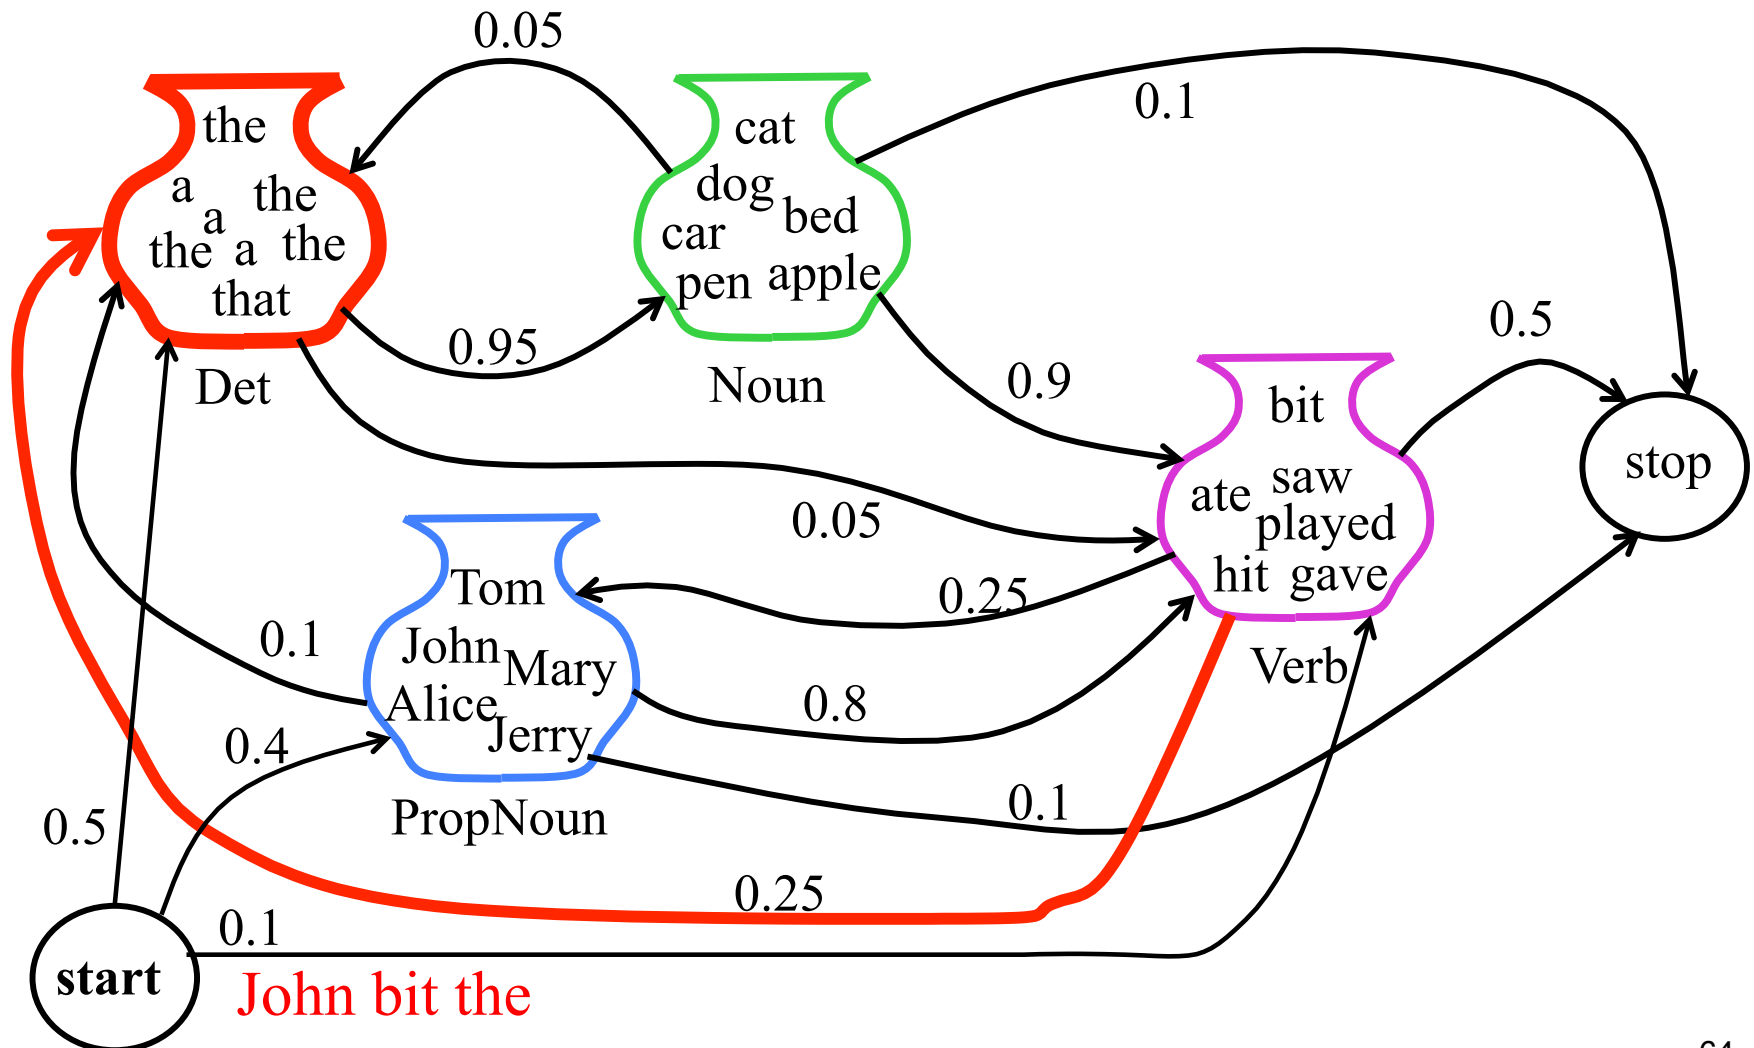 0.05
0.1
the
a
the
a
the a the
that
cat
dog
bed
car
pen apple
0.95
0.5
Det
Noun
0.9
bit
ate saw
played
hit gave
stop
0.05
0.25
Tom
John
Mary
Alice
Jerry
0.1
Verb
0.8
0.4
PropNoun
0.1
0.5
0.25
0.1
start
John bit the